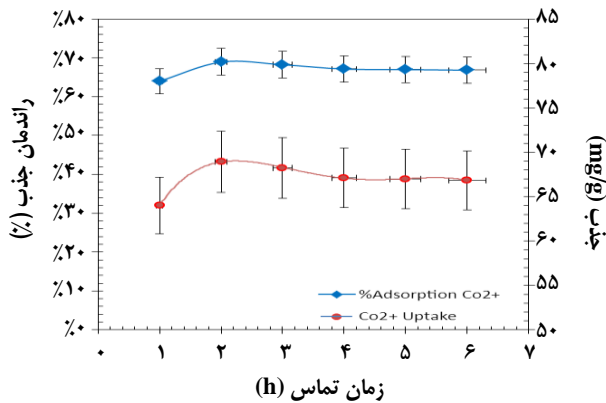 ٪۸۰
٪۷۰
٪۶۰
٪۵۰
٪۴۰
٪۳۰
٪۲۰
٪۱۰
٪۰
راندمان جذب (٪)
۸۵
۸۰
۷۵
۷۰
۶۵
۶۰
۵۵
۵۰
جذب (mg/g)
%Adsorption Co2+
Co2+ Uptake
۰ ۱ ۲ ۳ ۴ ۵ ۶ ۷
زمان تماس (h)